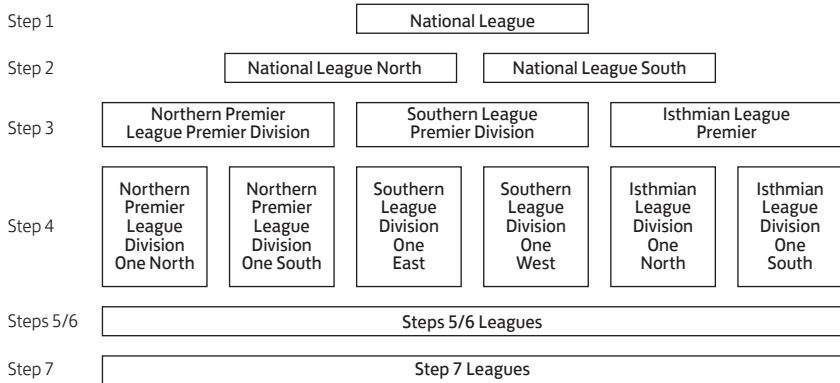 Step 1
National League
Step 2
National League North
National League South
Step 3
Northern Premier
League Premier Division
Southern League
Premier Division
Isthmian League
Premier
Step 4
Northern
Premier
League
Division
One North
Northern
Premier
League
Division
One South
Southern
League
Division
One
East
Southern
League
Division
One
West
Isthmian
League
Division
One
North
Isthmian
League
Division
One
South
Steps 5/6
Steps 5/6 Leagues
Step 7
Step 7 Leagues